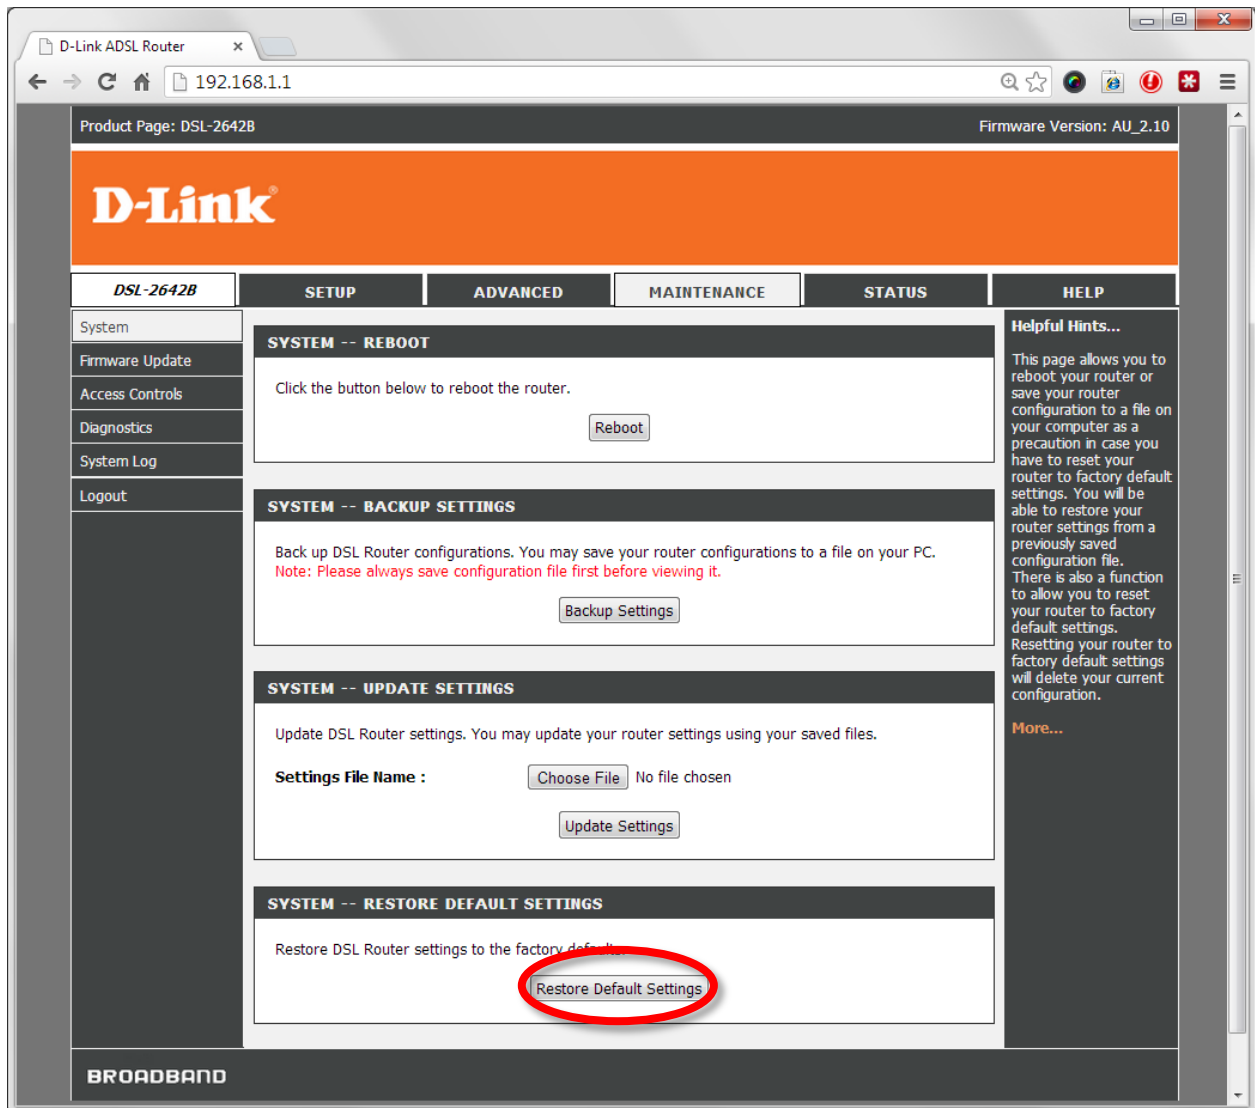 D-Link ADSL Router
192.168.1.1
Product Page: DSL-2642B
Firmware Version: AU_2.10
D-Link®
DSL-2642B
SETUP
ADVANCED
MAINTENANCE
STATUS
HELP
System
Firmware Update
Access Controls
Diagnostics
System Log
Logout
SYSTEM -- REBOOT
Click the button below to reboot the router.
Reboot
SYSTEM -- BACKUP SETTINGS
Back up DSL Router configurations. You may save your router configurations to a file on your PC.
Note: Please always save configuration file first before viewing it.
Backup Settings
SYSTEM -- UPDATE SETTINGS
Update DSL Router settings. You may update your router settings using your saved files.
Settings File Name :
Choose File No file chosen
Update Settings
SYSTEM -- RESTORE DEFAULT SETTINGS
Restore DSL Router settings to the factory defaults.
Restore Default Settings
Helpful Hints...
This page allows you to
reboot your router or
save your router
configuration to a file on
your computer as a
precaution in case you
have to reset your
router to factory default
settings. You will be
able to restore your
router settings from a
previously saved
configuration file.
There is also a function
to allow you to reset
your router to factory
default settings.
Resetting your router to
factory default settings
will delete your current
configuration.
More...
BROADBAND